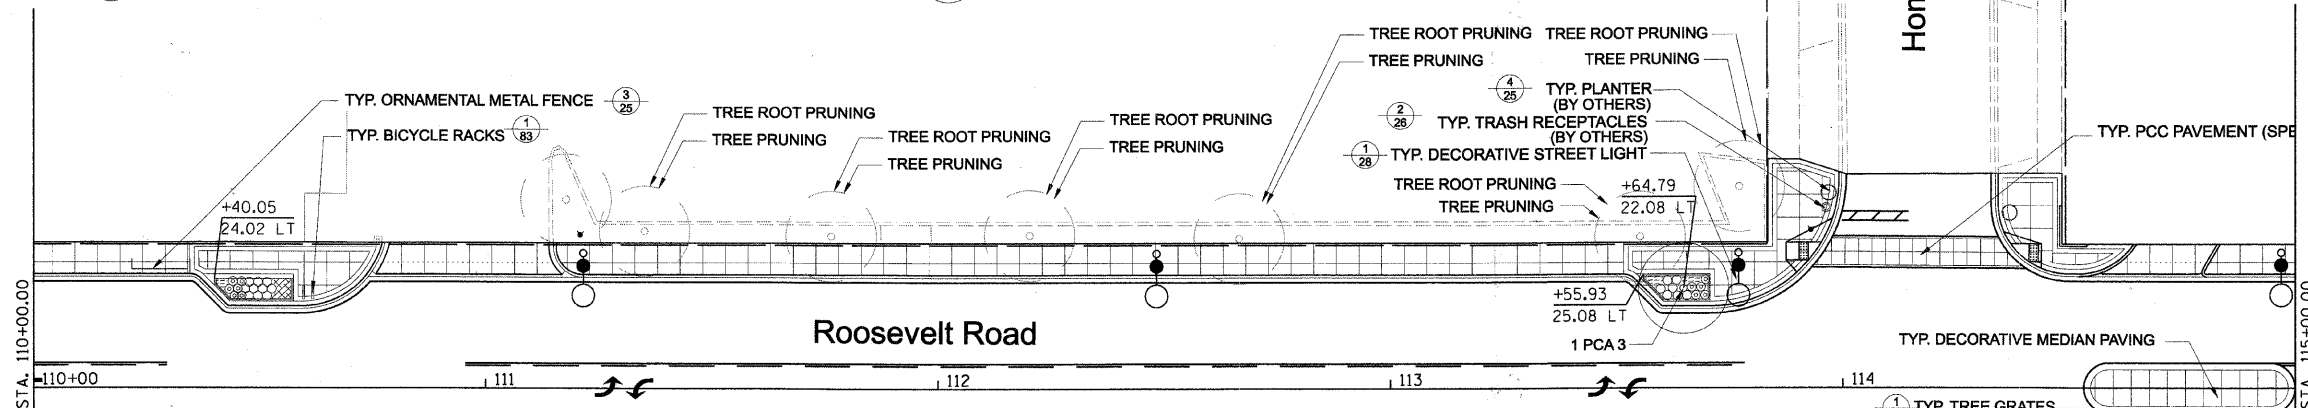 Hon
TREE ROOT PRUNING
TREE PRUNING
TREE ROOT PRUNING
TREE PRUNING
4
25
TYP. PLANTER
(BY OTHERS)
2
26
TYP. TRASH RECEPTACLES
(BY OTHERS)
1
28
TYP. DECORATIVE STREET LIGHT
TREE ROOT PRUNING
TREE PRUNING
+64.79
22.08 LT
TYP. ORNAMENTAL METAL FENCE
3
25
TYP. BICYCLE RACKS
1
83
TREE ROOT PRUNING
TREE PRUNING
TREE ROOT PRUNING
TREE PRUNING
TREE ROOT PRUNING
TREE PRUNING
TYP. PCC PAVEMENT (SPE
+40.05
24.02 LT
+55.93
25.08 LT
1 PCA 3
Roosevelt Road
TYP. DECORATIVE MEDIAN PAVING
STA. 110+00.00
110+00
111
112
113
114
STA. 115+00.00
1
TYP. TREE GRATES